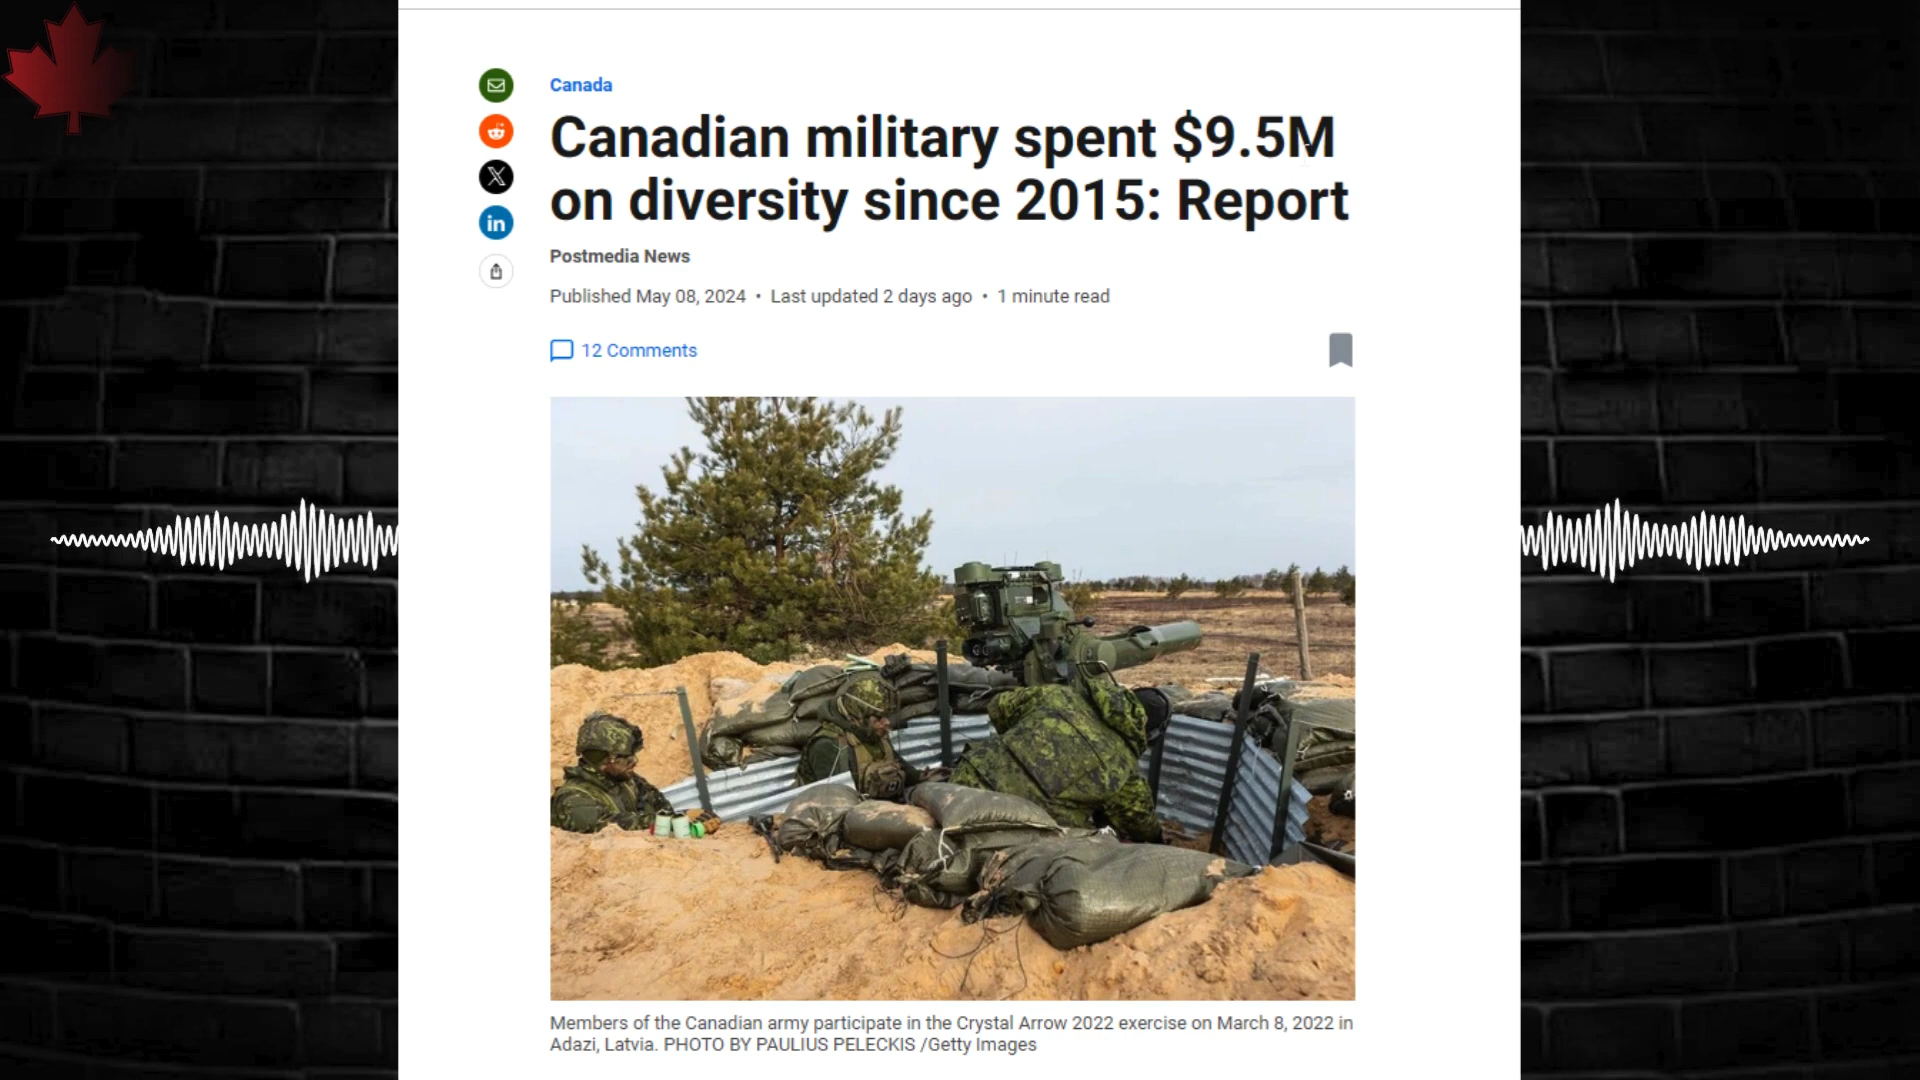 Canada
Canadian military spent $9.5M
on diversity since 2015: Report
Postmedia News
Published May 08, 2024 • Last updated 2 days ago • 1 minute read
12 Comments
Members of the Canadian army participate in the Crystal Arrow 2022 exercise on March 8, 2022 in
Adazi, Latvia. PHOTO BY PAULIUS PELECKIS /Getty Images